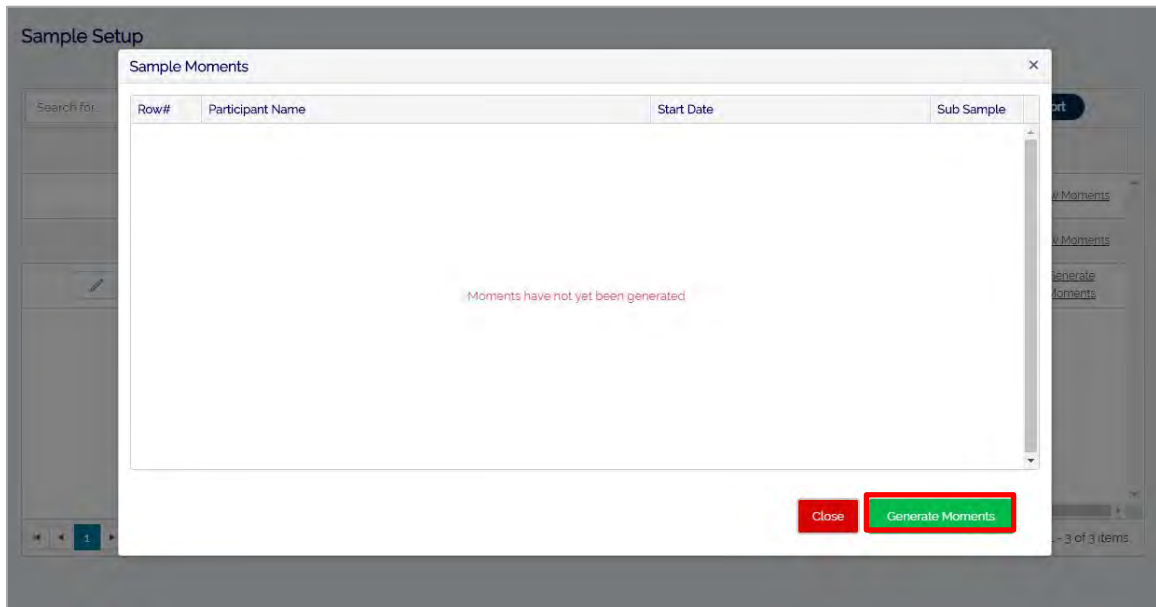 Sample Setup
Sample Moments
×
Search for
ort
Row# Participant Name Start Date Sub Sample
w Moments
w Moments
Generate
Moments
Moments have not yet been generated
Close Generate Moments
1
- 3 of 3 items